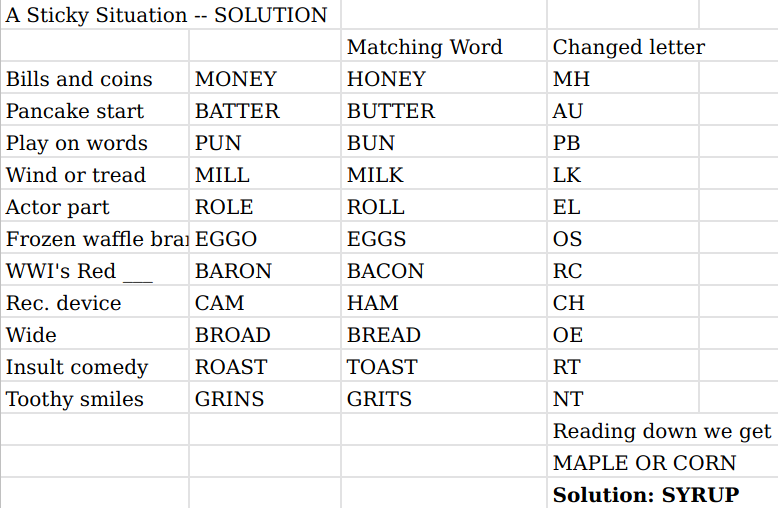 A Sticky Situation -- SOLUTION
Matching Word Changed letter
Bills and coins MONEY HONEY MH
Pancake start BATTER BUTTER AU
Play on words PUN BUN PB
Wind or tread MILL MILK LK
Actor part ROLE ROLL EL
Frozen waffle bran EGGO EGGS OS
WWI's Red ___ BARON BACON RC
Rec. device CAM HAM CH
Wide BROAD BREAD OE
Insult comedy ROAST TOAST RT
Toothy smiles GRINS GRITS NT
Reading down we get
MAPLE OR CORN
Solution: SYRUP